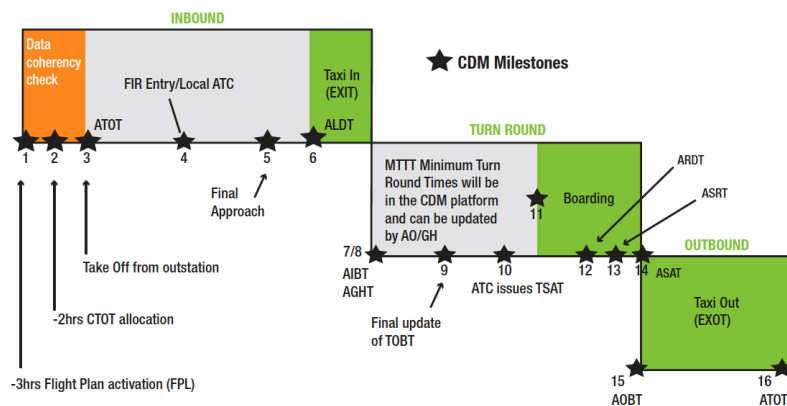 INBOUND
Data
coherency
check
Taxi In
(EXIT)
CDM Milestones
FIR Entry/Local ATC
ATOT
ALDT
1
2
3
4
5
6
TURN ROUND
Final
Approach
MTTT Minimum Turn
Round Times will be
in the CDM platform
and can be updated
by AO/GH
11
Boarding
ARDT
ASRT
Take Off from outstation
7/8
AIBT
AGHT
9
10
12
13
14
OUTBOUND
ATC issues TSAT
ASAT
Final update
of TOBT
-2hrs CTOT allocation
Taxi Out
(EXOT)
-3hrs Flight Plan activation (FPL)
15
AOBT
16
ATOT